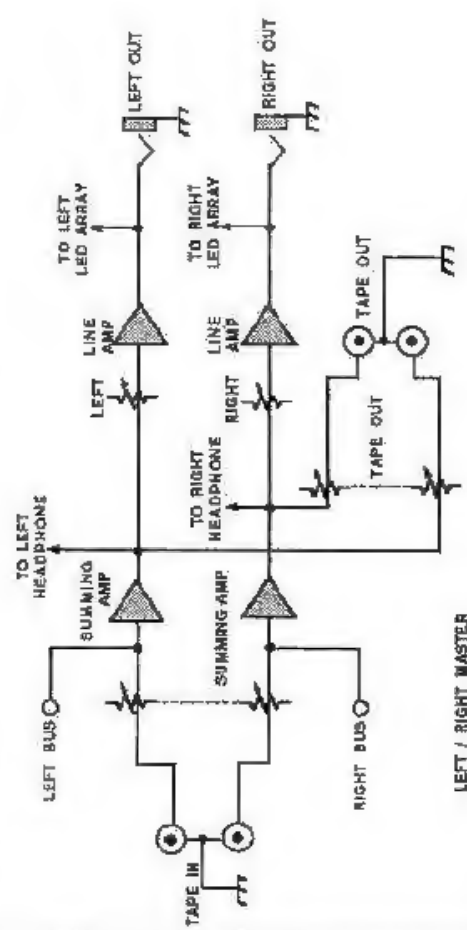 TO LEFT
HEADPHONE
LEFT BUS
SUMMING
AMP
LEFT
LINE
AMP
TO LEFT
LED ARRAY
LEFT OUT
TAPE IN
SUMMING AMP
TO RIGHT
HEADPHONE
RIGHT
LINE
AMP
TO RIGHT
LED ARRAY
RIGHT OUT
RIGHT BUS
TAPE OUT
TAPE OUT
LEFT / RIGHT MASTER